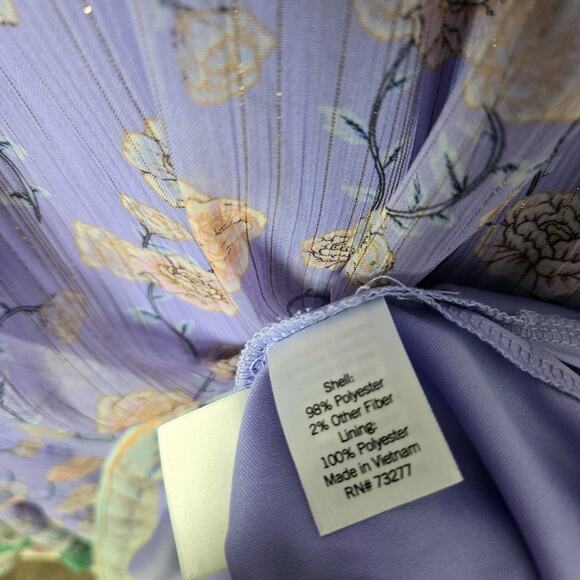 Shell:
98% Polyester
2% Other Fiber
Lining:
100% Polyester
Made in Vietnam
RN# 73277